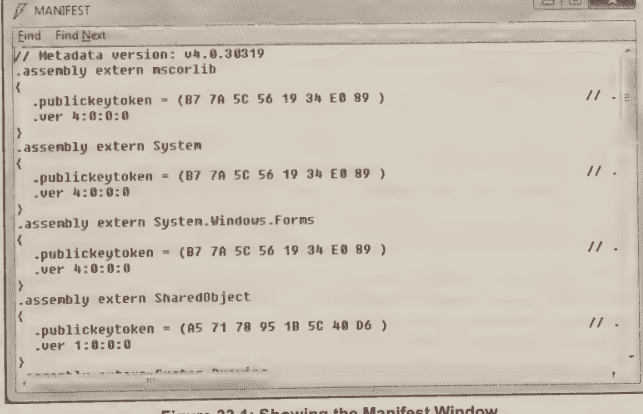 MANIFEST
Find Find Next
// Metadata version: v4.0.30319
.assembly extern mscorlib
{
.publickeytoken = (B7 7A 5C 56 19 34 E0 89 ) // .
.ver 4:0:0:0
}
.assembly extern System
{
.publickeytoken = (B7 7A 5C 56 19 34 E0 89 ) // .
.ver 4:0:0:0
}
.assembly extern System.Windows.Forms
{
.publickeytoken = (B7 7A 5C 56 19 34 E0 89 ) // .
.ver 4:0:0:0
}
.assembly extern SharedObject
{
.publickeytoken = (A5 71 78 95 1B 5C 40 D6 ) // .
.ver 1:0:0:0
}
Showing the Manifest Window